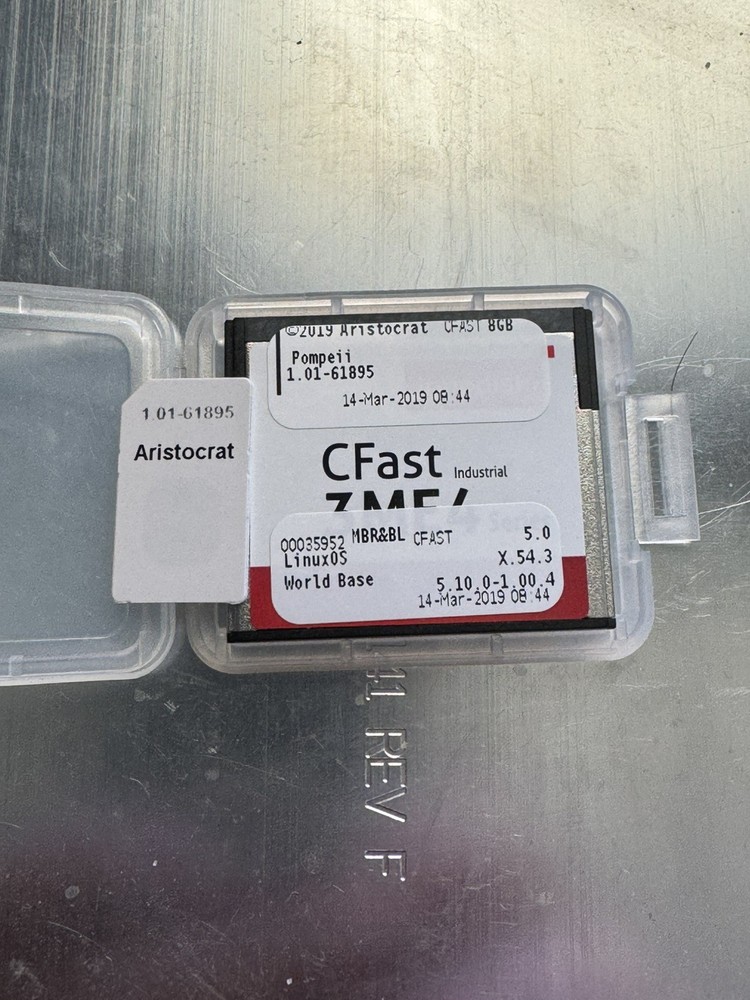 1.01-61895
Aristocrat
©2019 Aristocrat CFAST 8GB
Pompeii
1.01-61895
14-Mar-2019 08:44
CFast Industrial
3ME4
00035952 MBR&BL CFAST 5.0
LinuxOS X.54.3
World Base 5.10.0-1.00.4
14-Mar-2019 08:44
41 REV F